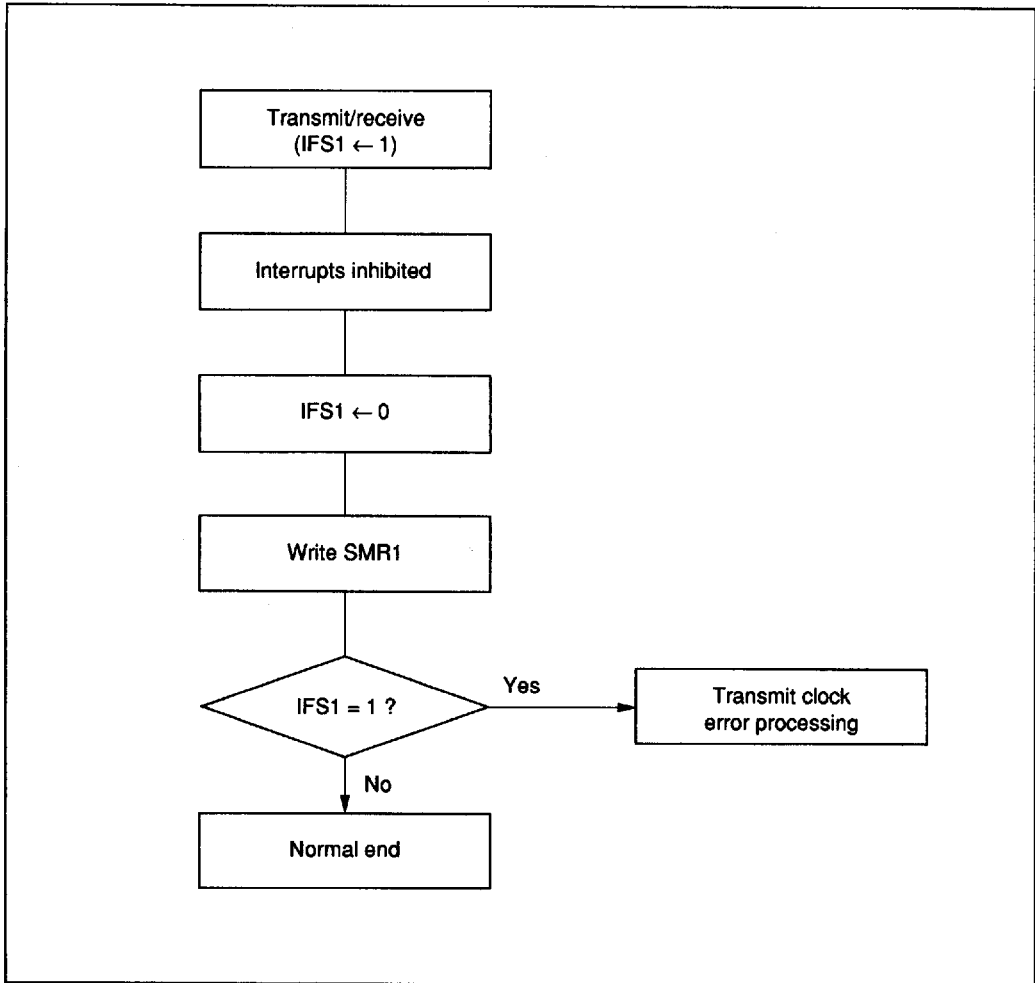 Transmit/receive
(IFS1 ← 1)
Interrupts inhibited
IFS1 ← 0
Write SMR1
IFS1 = 1 ?
Yes
Transmit clock
error processing
No
Normal end